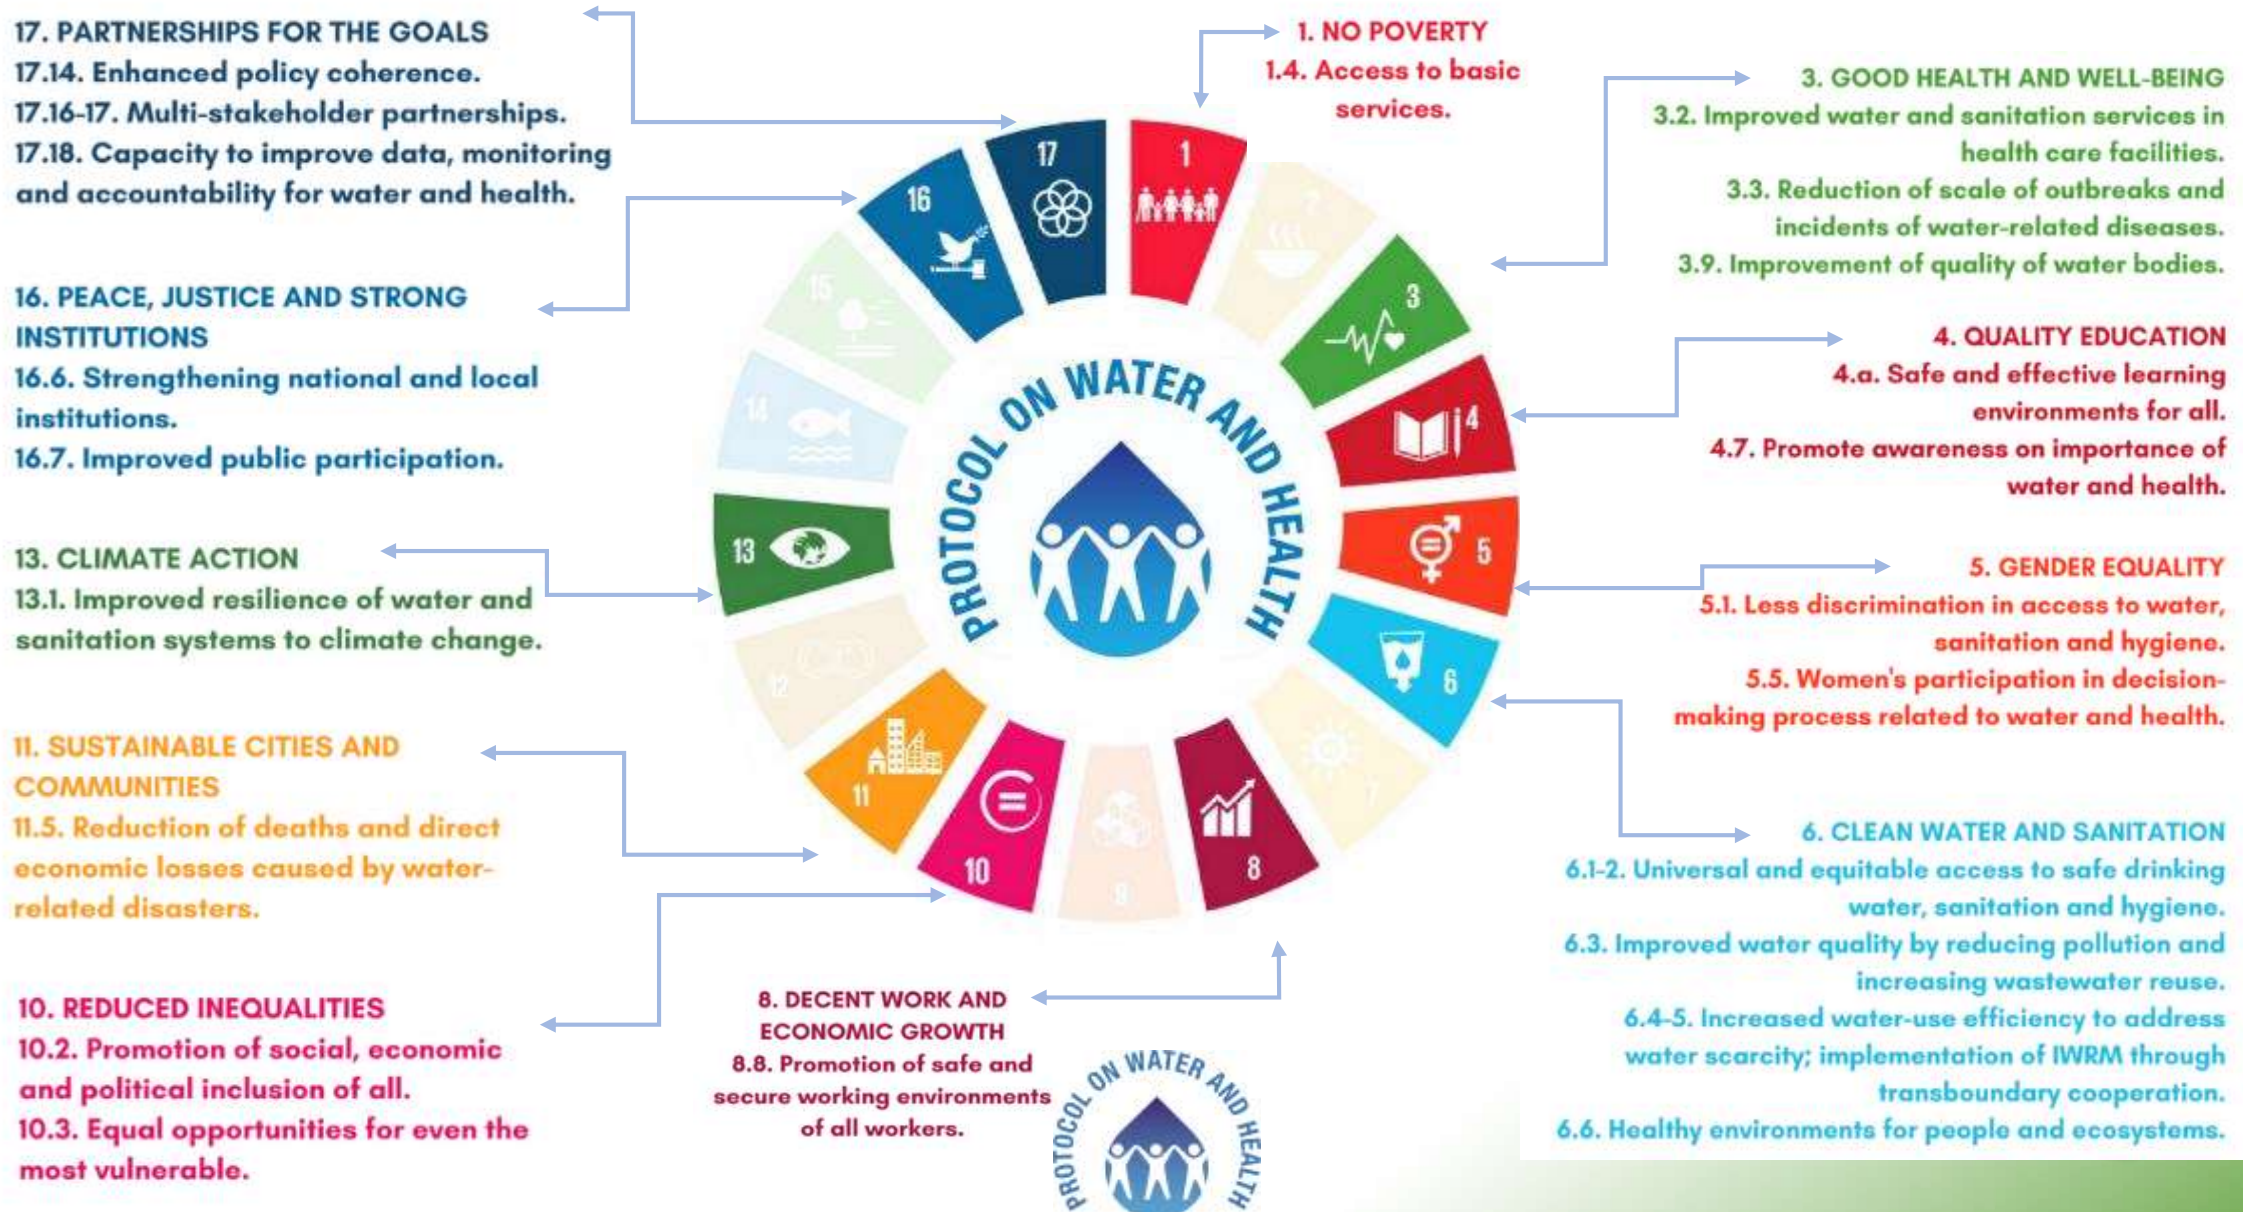 17. PARTNERSHIPS FOR THE GOALS
17.14. Enhanced policy coherence.
17.16-17. Multi-stakeholder partnerships.
17.18. Capacity to improve data, monitoring
and accountability for water and health.
16. PEACE, JUSTICE AND STRONG
INSTITUTIONS
16.6. Strengthening national and local
institutions.
16.7. Improved public participation.
13. CLIMATE ACTION
13.1. Improved resilience of water and
sanitation systems to climate change.
11. SUSTAINABLE CITIES AND
COMMUNITIES
11.5. Reduction of deaths and direct
economic losses caused by water-
related disasters.
10. REDUCED INEQUALITIES
10.2. Promotion of social, economic
and political inclusion of all.
10.3. Equal opportunities for even the
most vulnerable.
1. NO POVERTY
1.4. Access to basic
services.
17
1
16
2
15
3
14
4
13
5
12
6
11
7
10
8
9
PROTOCOL ON WATER AND HEALTH
8. DECENT WORK AND
ECONOMIC GROWTH
8.8. Promotion of safe and
secure working environments
of all workers.
PROTOCOL ON WATER AND HEALTH
3. GOOD HEALTH AND WELL-BEING
3.2. Improved water and sanitation services in
health care facilities.
3.3. Reduction of scale of outbreaks and
incidents of water-related diseases.
3.9. Improvement of quality of water bodies.
4. QUALITY EDUCATION
4.a. Safe and effective learning
environments for all.
4.7. Promote awareness on importance of
water and health.
5. GENDER EQUALITY
5.1. Less discrimination in access to water,
sanitation and hygiene.
5.5. Women's participation in decision-
making process related to water and health.
6. CLEAN WATER AND SANITATION
6.1-2. Universal and equitable access to safe drinking
water, sanitation and hygiene.
6.3. Improved water quality by reducing pollution and
increasing wastewater reuse.
6.4-5. Increased water-use efficiency to address
water scarcity; implementation of IWRM through
transboundary cooperation.
6.6. Healthy environments for people and ecosystems.